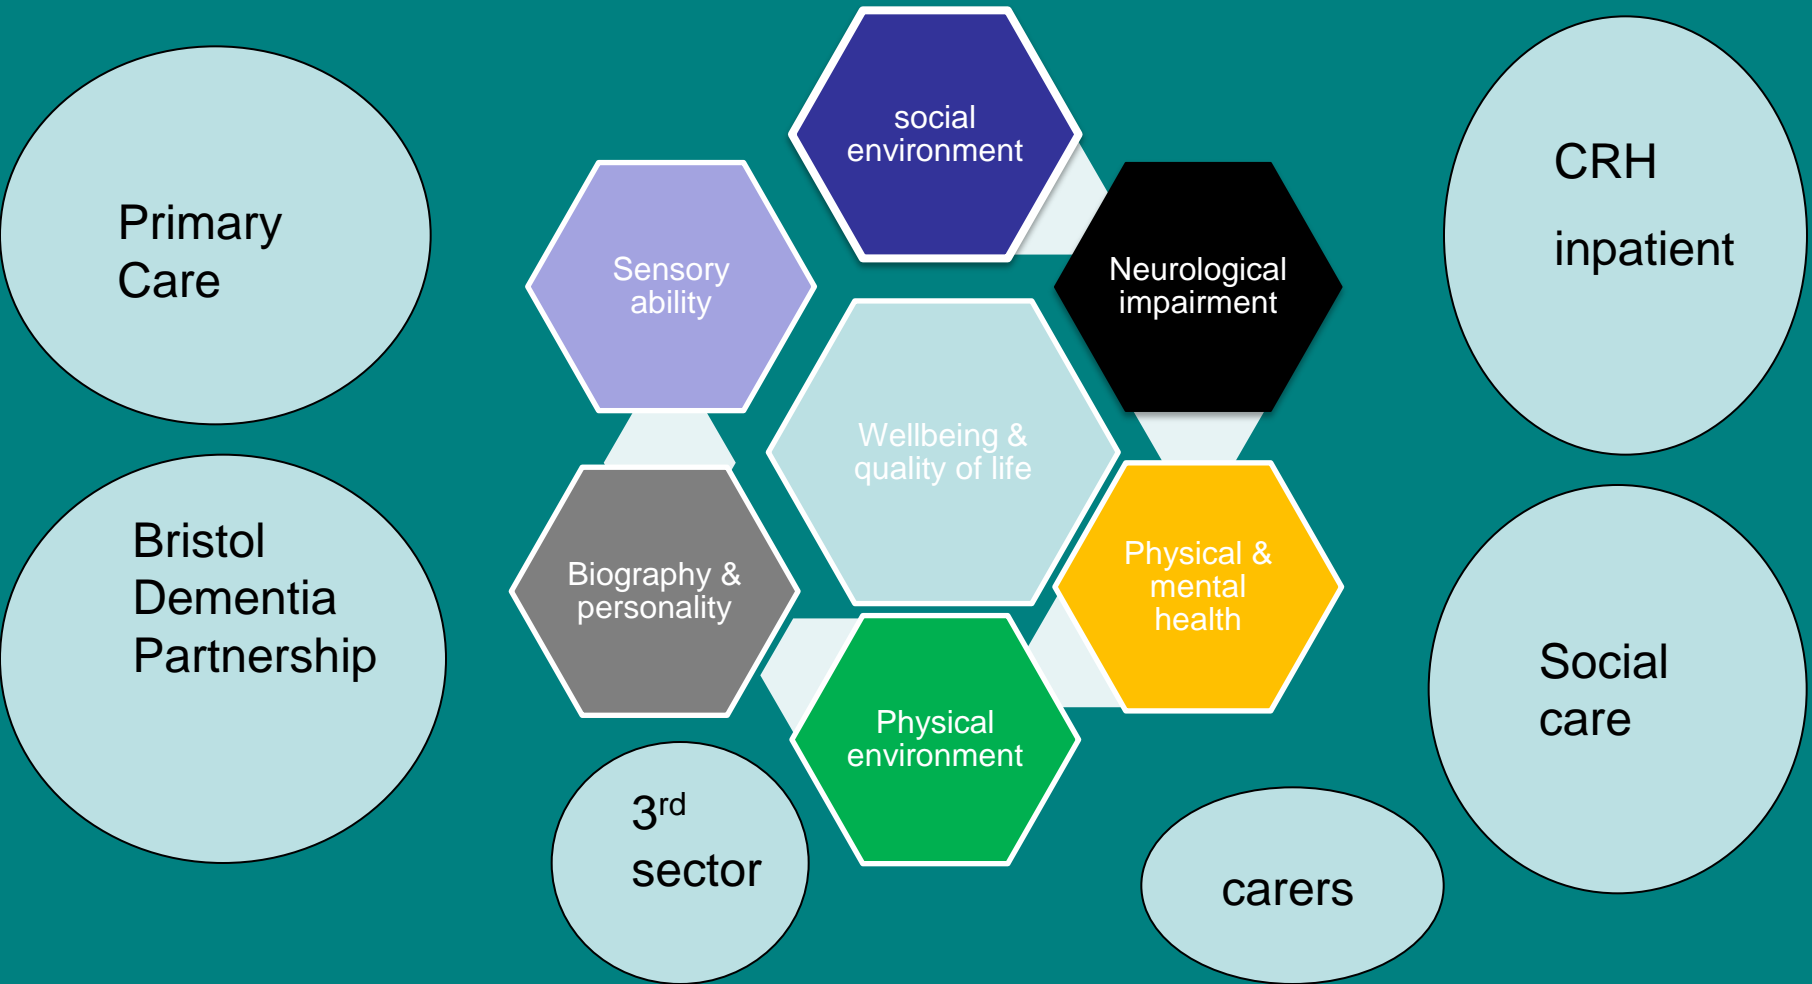 social
environment
Primary
Care
CRH
inpatient
Sensory
ability
Neurological
impairment
Wellbeing &
quality of life
Bristol
Dementia
Partnership
Biography &
personality
Physical &
mental
health
Social
care
Physical
environment
3rd
sector
carers